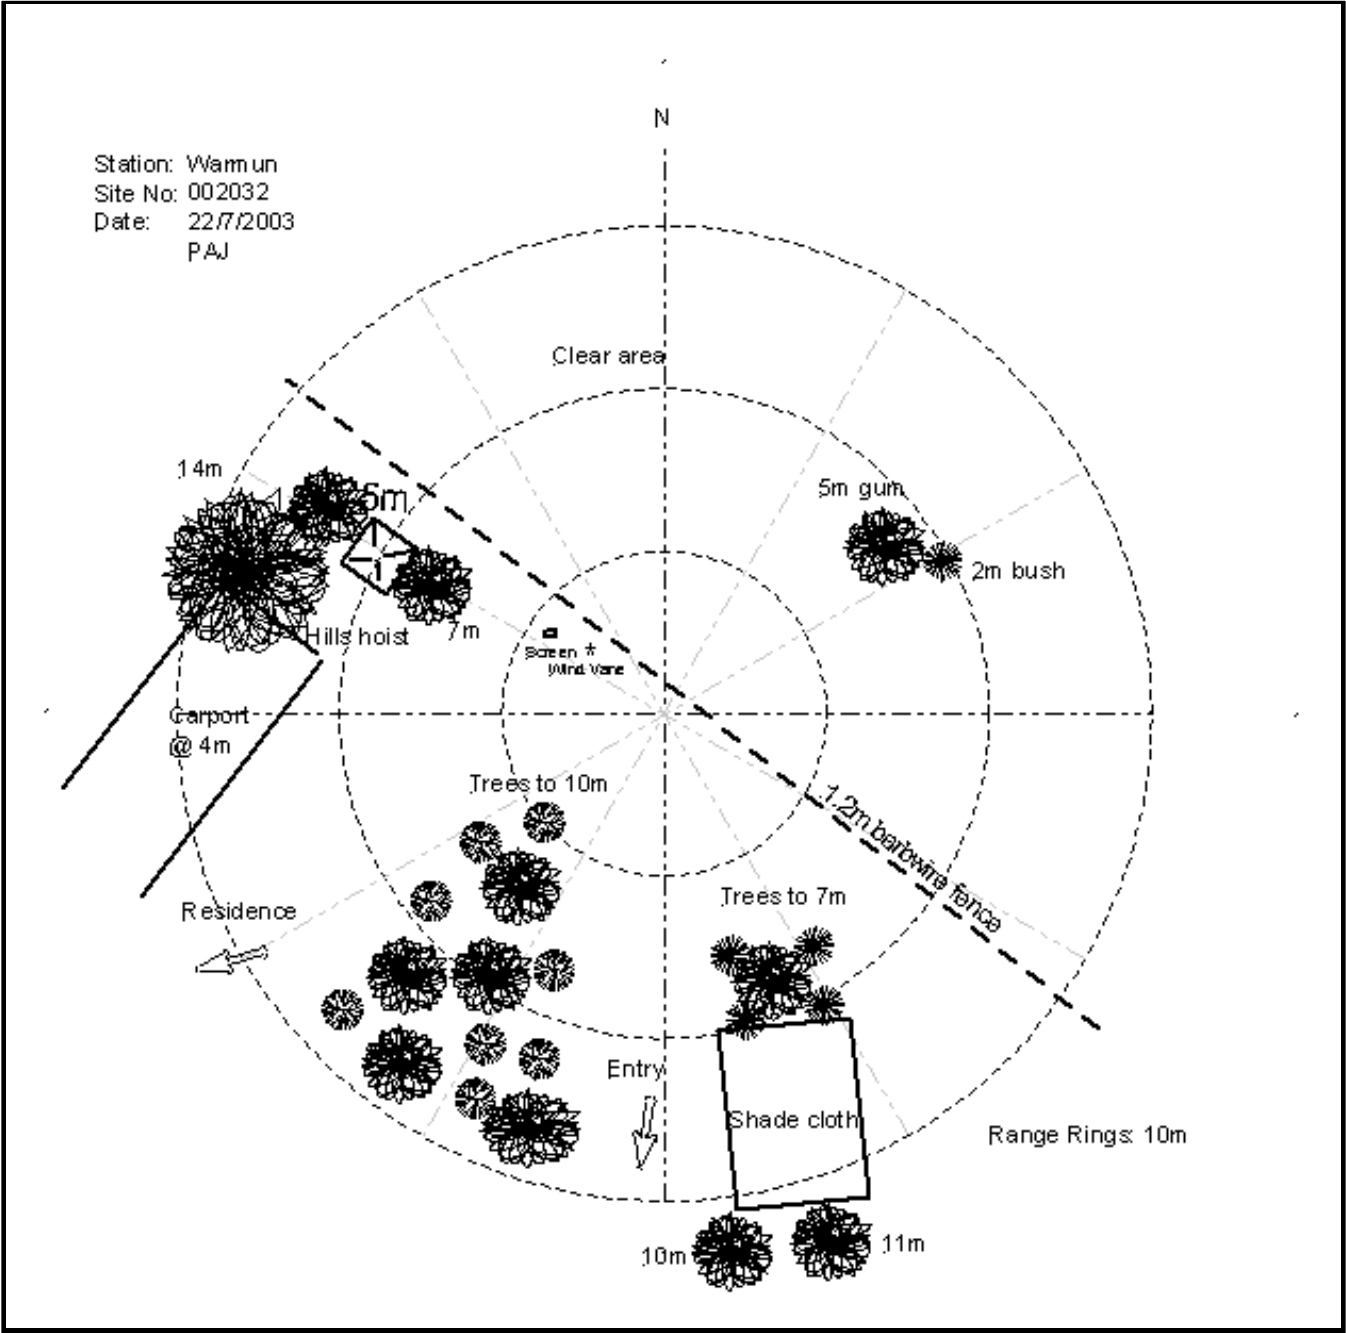 N
Station: Warmun
Site No: 002032
Date: 22/7/2003
PAJ
Clear area
14m
5m
5m gum
2m bush
Hills hoist
7m
Screen *
Wind Vane
Carport
@ 4m
Trees to 10m
1.2m barbwire fence
Residence
Trees to 7m
Entry
Shade cloth
Range Rings: 10m
10m
11m